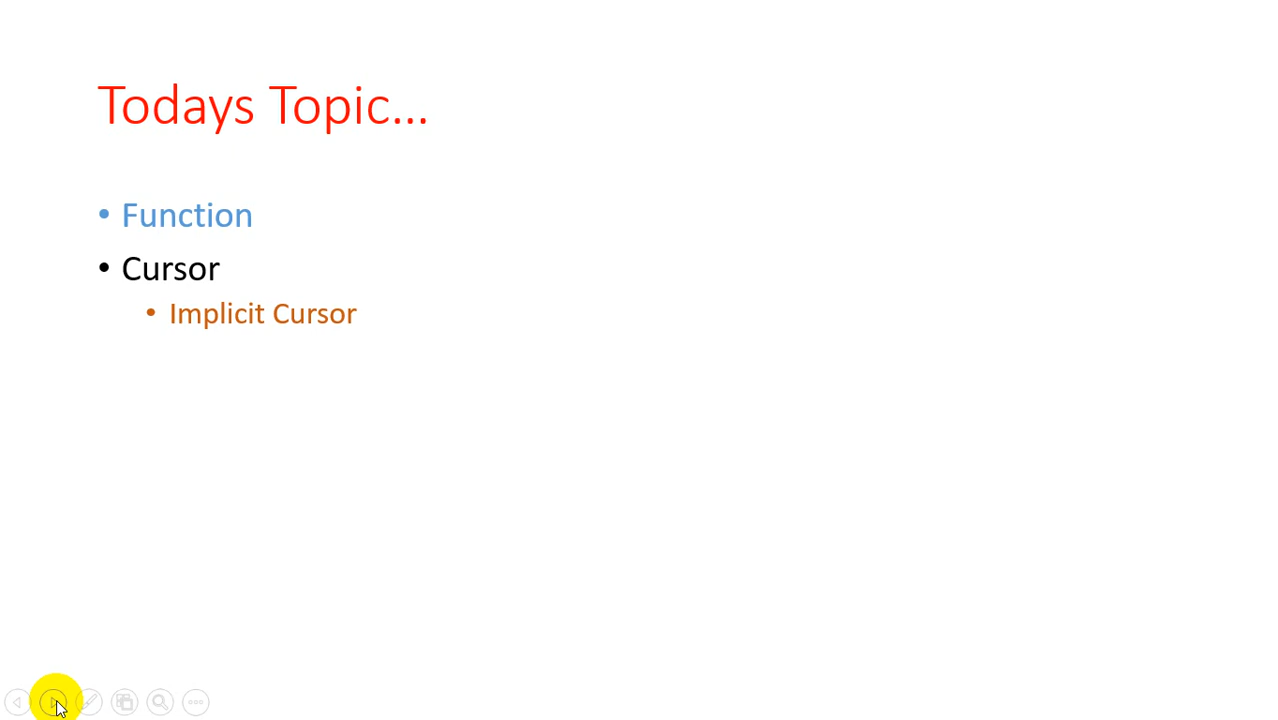 Todays Topic...
• Function
• Cursor
• Implicit Cursor